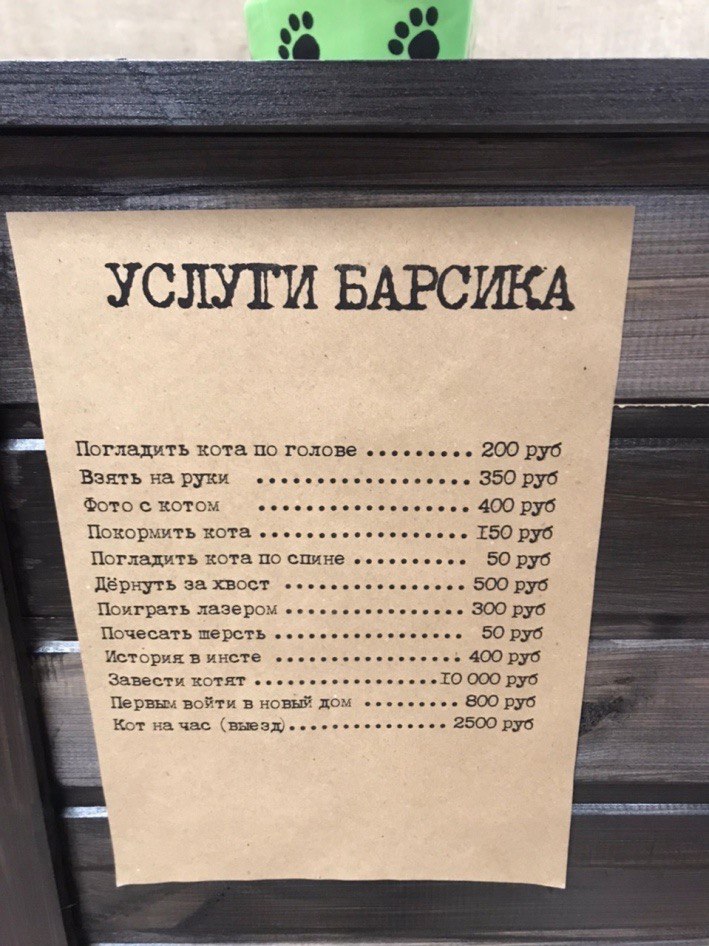 УСЛУГИ БАРСИКА
Погладить кота по голове ......... 200 руб
Взять на руки .................. 350 руб
Фото с котом .................. 400 руб
Покормить кота .................. 150 руб
Погладить кота по спине ........... 50 руб
Дёрнуть за хвост ................ 500 руб
Поиграть лазером ................ 300 руб
Почесать шерсть ................. 50 руб
История в инсте ................. 400 руб
Завести котят .................. 10 000 руб
Первым войти в новый дом ......... 800 руб
Кот на час (выезд) ............... 2500 руб